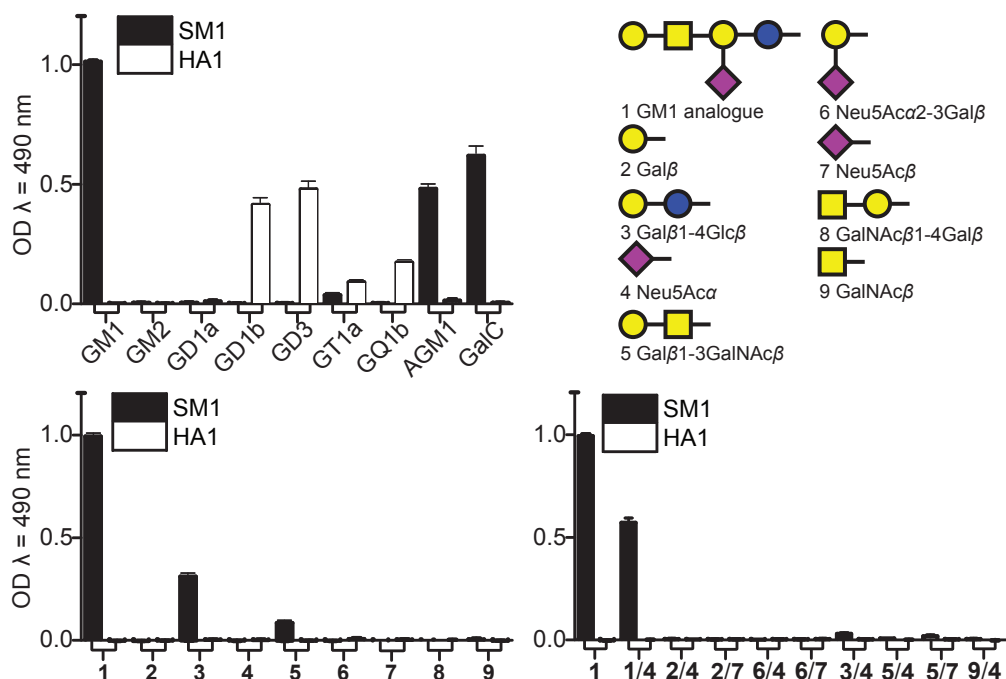 SM1
HA1
OD λ = 490 nm
1.0
0.5
0.0
GM1
GM2
GD1a
GD1b
GD3
GT1a
GQ1b
AGM1
GalC
1 GM1 analogue
2 Galβ
3 Galβ1-4Glcβ
4 Neu5Acα
5 Galβ1-3GalNAcβ
6 Neu5Acα2-3Galβ
7 Neu5Acβ
8 GalNAcβ1-4Galβ
9 GalNAcβ
SM1
HA1
OD λ = 490 nm
1.0
0.5
0.0
1 2 3 4 5 6 7 8 9
SM1
HA1
1.0
0.5
0.0
1 1/4 2/4 2/7 6/4 6/7 3/4 5/4 5/7 9/4